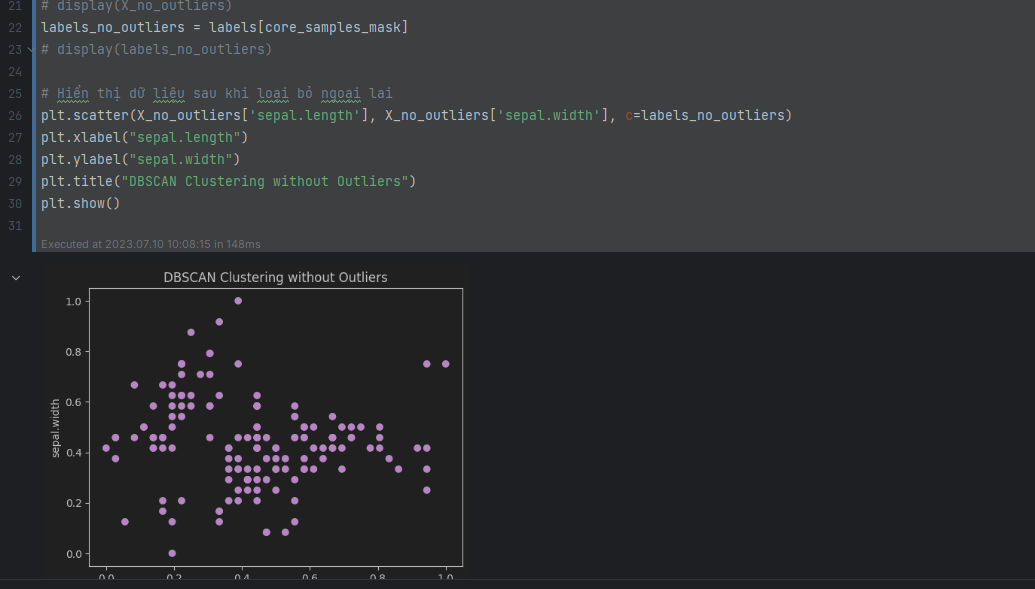 21 # display(X_no_outliers)
22 labels_no_outliers = labels[core_samples_mask]
23 # display(labels_no_outliers)
24
25 # Hiển thị dữ liệu sau khi loại bỏ ngoại lai
26 plt.scatter(X_no_outliers['sepal.length'], X_no_outliers['sepal.width'], c=labels_no_outliers)
27 plt.xlabel("sepal.length")
28 plt.ylabel("sepal.width")
29 plt.title("DBSCAN Clustering without Outliers")
30 plt.show()
31
Executed at 2023.07.10 10:08:15 in 148ms
DBSCAN Clustering without Outliers
1.0
0.8
0.6
sepal.width
0.4
0.2
0.0
0.0 0.2 0.4 0.6 0.8 1.0